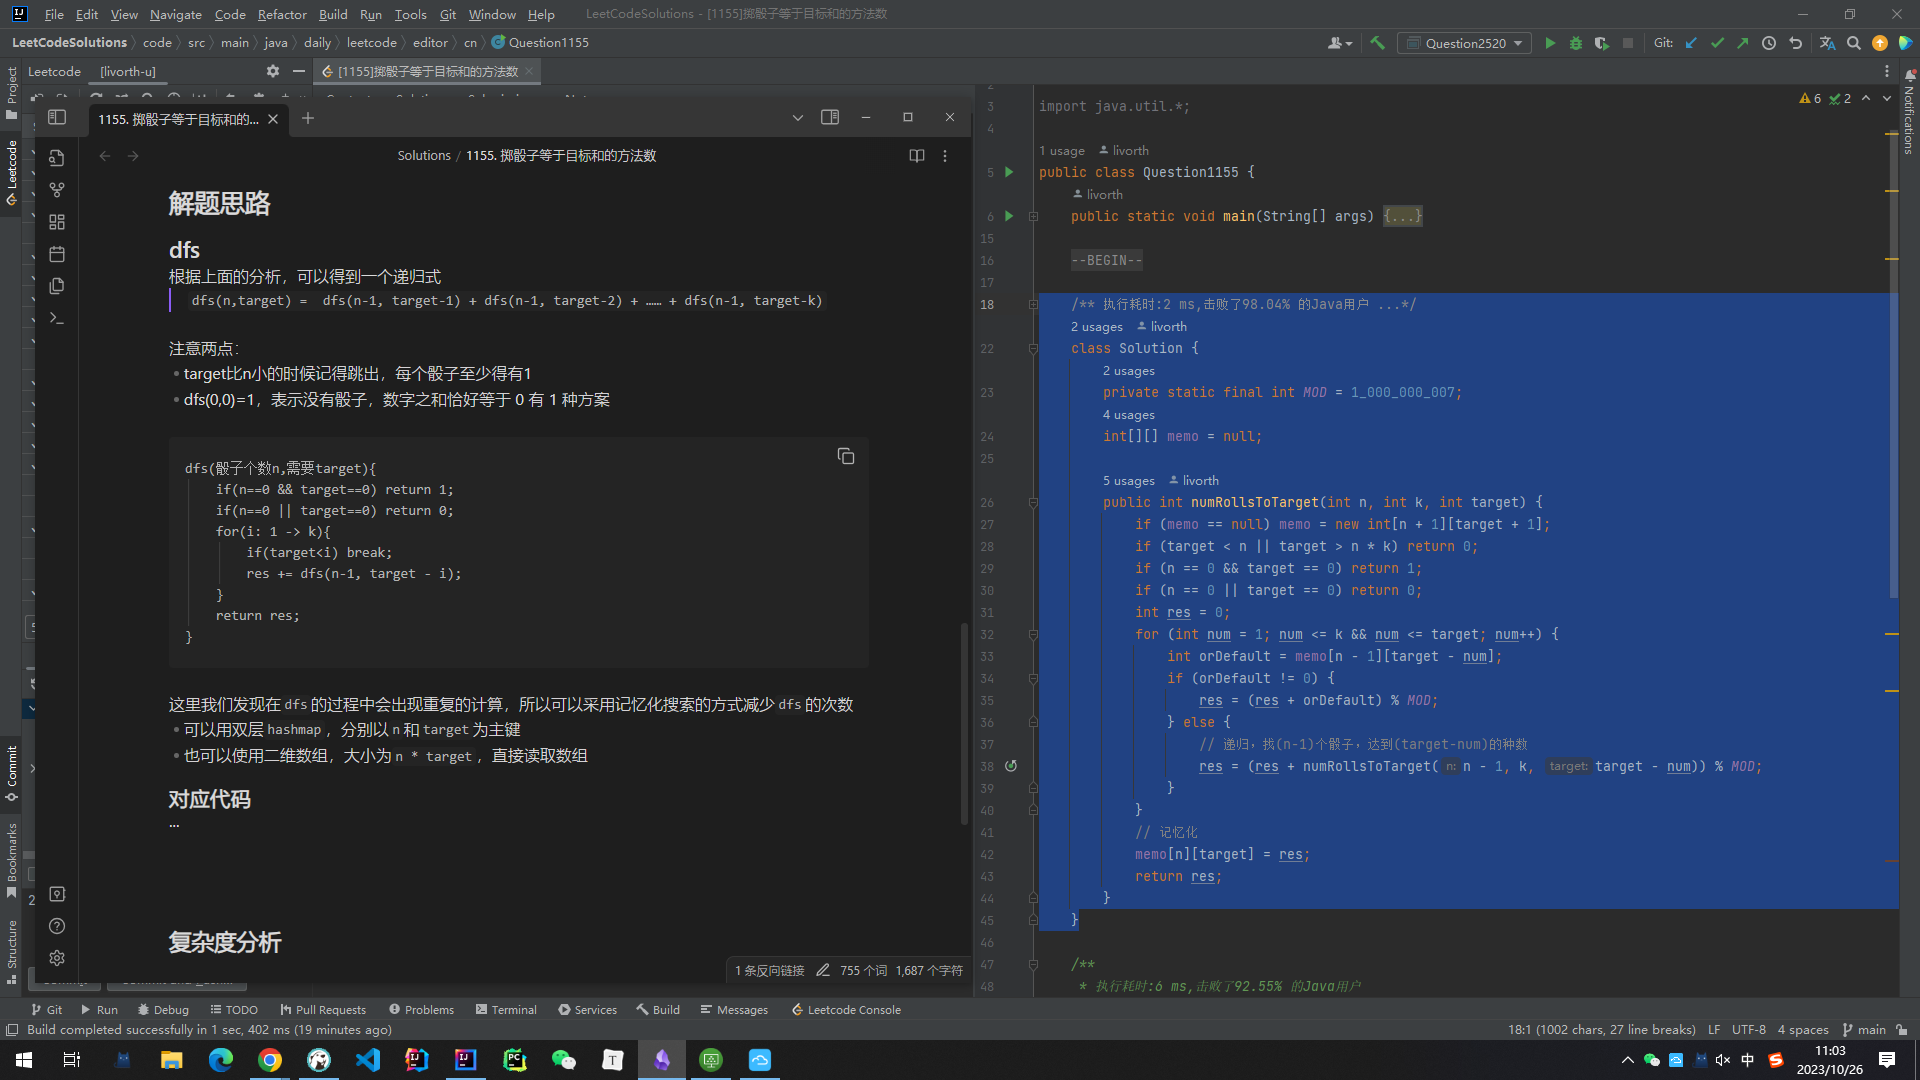 File Edit View Navigate Code Refactor Build Run Tools Git Window Help LeetCodeSolutions - [1155]掷骰子等于目标和的方法数
LeetCodeSolutions code src main java daily leetcode editor cn Question1155 Question2520 Git:
Leetcode [livorth-u] [1155]掷骰子等于目标和的方法数
Project
Leetcode
Commit
Bookmarks
Structure
Notifications
1155. 掷骰子等于目标和的...
Solutions / 1155. 掷骰子等于目标和的方法数
解题思路
dfs
根据上面的分析，可以得到一个递归式
dfs(n,target) =  dfs(n-1, target-1) + dfs(n-1, target-2) + …… + dfs(n-1, target-k)
注意两点：
• target比n小的时候记得跳出，每个骰子至少得有1
• dfs(0,0)=1，表示没有骰子，数字之和恰好等于 0 有 1 种方案
dfs(骰子个数n,需要target){
if(n==0 && target==0) return 1;
if(n==0 || target==0) return 0;
for(i: 1 -> k){
if(target<i) break;
res += dfs(n-1, target - i);
}
return res;
}
这里我们发现在 dfs 的过程中会出现重复的计算，所以可以采用记忆化搜索的方式减少 dfs 的次数
• 可以用双层 hashmap ，分别以 n 和 target 为主键
• 也可以使用二维数组，大小为 n * target ，直接读取数组
对应代码
...
复杂度分析
1 条反向链接 755 个词 1,687 个字符
2
3 import java.util.*;
4
1 usage livorth
5 public class Question1155 {
livorth
6 public static void main(String[] args) {...}
15
16 --BEGIN--
17
18 /** 执行耗时:2 ms,击败了98.04% 的Java用户 ...*/
2 usages livorth
22 class Solution {
2 usages
23 private static final int MOD = 1_000_000_007;
4 usages
24 int[][] memo = null;
25
5 usages livorth
26 public int numRollsToTarget(int n, int k, int target) {
27 if (memo == null) memo = new int[n + 1][target + 1];
28 if (target < n || target > n * k) return 0;
29 if (n == 0 && target == 0) return 1;
30 if (n == 0 || target == 0) return 0;
31 int res = 0;
32 for (int num = 1; num <= k && num <= target; num++) {
33 int orDefault = memo[n - 1][target - num];
34 if (orDefault != 0) {
35 res = (res + orDefault) % MOD;
36 } else {
37 // 递归，找(n-1)个骰子，达到(target-num)的种数
38 res = (res + numRollsToTarget( n: n - 1, k, target: target - num)) % MOD;
39 }
40 }
41 // 记忆化
42 memo[n][target] = res;
43 return res;
44 }
45 }
46
47 /**
48 * 执行耗时:6 ms,击败了92.55% 的Java用户
6 2
Git Run Debug TODO Pull Requests Problems Terminal Services Build Messages Leetcode Console
Build completed successfully in 1 sec, 402 ms (19 minutes ago) 18:1 (1002 chars, 27 line breaks) LF UTF-8 4 spaces main
中
11:03
2023/10/26